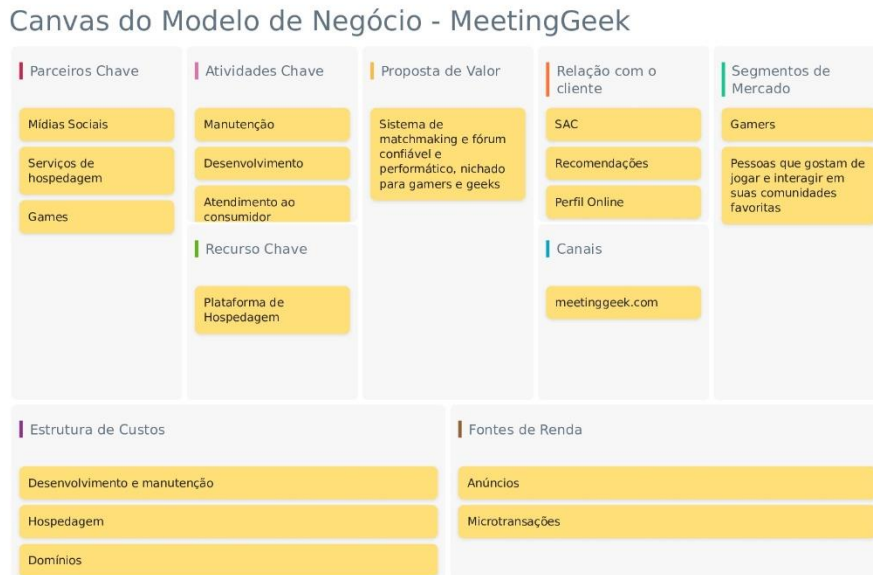 Canvas do Modelo de Negócio - MeetingGeek
Parceiros Chave
Mídias Sociais
Serviços de
hospedagem
Games
Atividades Chave
Manutenção
Desenvolvimento
Atendimento ao
consumidor
Recurso Chave
Plataforma de
Hospedagem
Proposta de Valor
Sistema de
matchmaking e fórum
confiável e
performático, nichado
para gamers e geeks
Relação com o
cliente
SAC
Recomendações
Perfil Online
Canais
meetinggeek.com
Segmentos de
Mercado
Gamers
Pessoas que gostam de
jogar e interagir em
suas comunidades
favoritas
Estrutura de Custos
Desenvolvimento e manutenção
Hospedagem
Domínios
Fontes de Renda
Anúncios
Microtransações